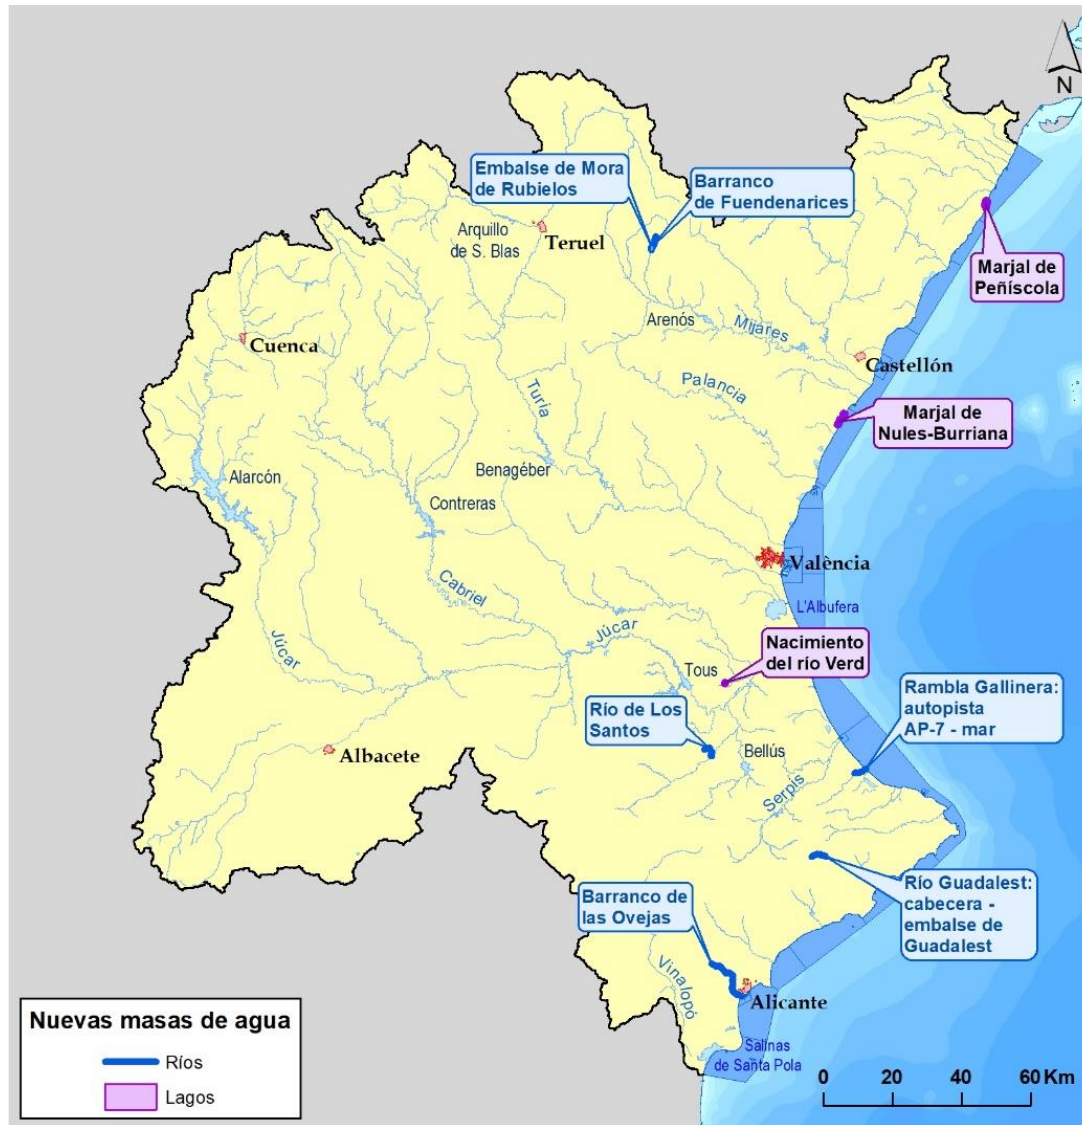 N
Embalse de Mora
de Rubielos
Barranco
de Fuendenarices
Arquillo
de S. Blas
Teruel
Marjal de
Peñíscola
Arenós
Mijares
Cuenca
Castellón
Palancia
Turia
Marjal de
Nules-Burriana
Benagéber
Alarcón
Contreras
València
Cabriel
L'Albufera
Júcar
Júcar
Nacimiento
del río Verd
Tous
Rambla Gallinera:
autopista
AP-7 - mar
Río de Los
Santos
Bellús
Albacete
Serpis
Río Guadalest:
cabecera -
embalse de
Guadalest
Barranco de
las Ovejas
Vinalopó
Alicante
Salinas
de Santa Pola
Nuevas masas de agua
Ríos
Lagos
0 20 40 60 Km